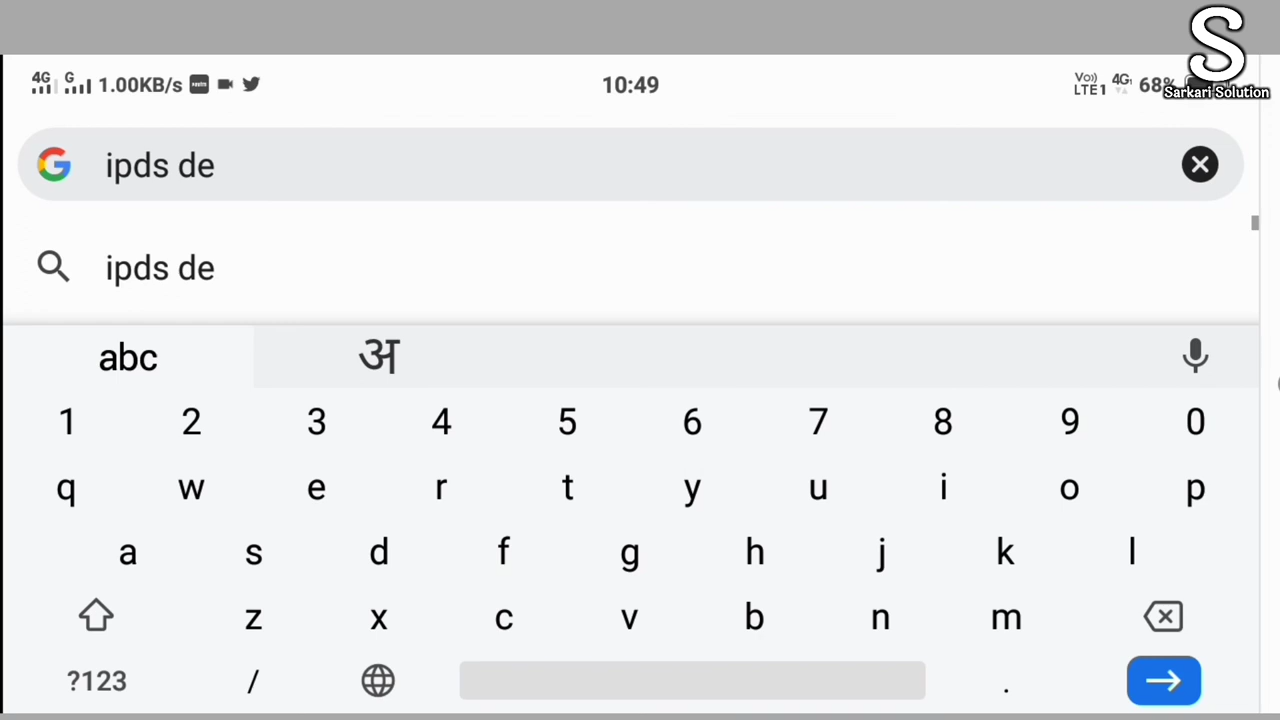 4G G 1.00KB/s 10:49 Vo)) LTE1 4G 68%
S
Sarkari Solution
ipds de
ipds de
abc अ
1 2 3 4 5 6 7 8 9 0
q w e r t y u i o p
a s d f g h j k l
z x c v b n m
?123 / .